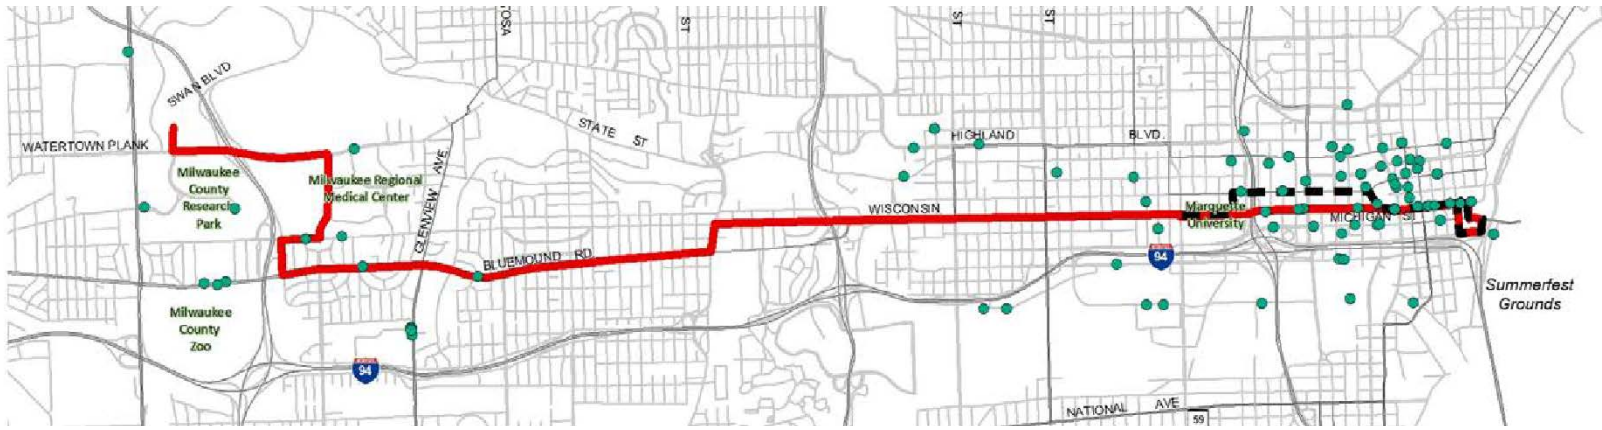 OSA
ST
ST
ST
SWAN BLVD
STATE ST
HIGHLAND BLVD.
WATERTOWN PLANK
Milwaukee
County
Research
Park
Milwaukee Regional
Medical Center
GLENVIEW AVE.
WISCONSIN
Marquette
University
MICHIGAN ST
BLUEMOUND RD.
94
Summerfest
Grounds
Milwaukee
County
Zoo
94
NATIONAL AVE
59